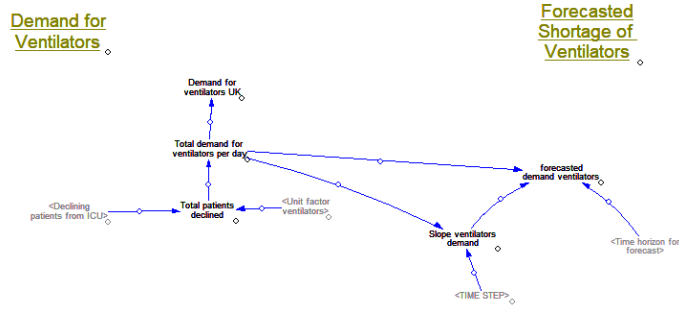 Demand for
Ventilators
Forecasted
Shortage of
Ventilators
Demand for
ventilators UK
Total demand for
ventilators per day
forecasted
demand ventilators
<Declining
patients from ICU>
Total patients
declined
<Unit factor
ventilators>
Slope ventilators
demand
<Time horizon for
forecast>
<TIME STEP>